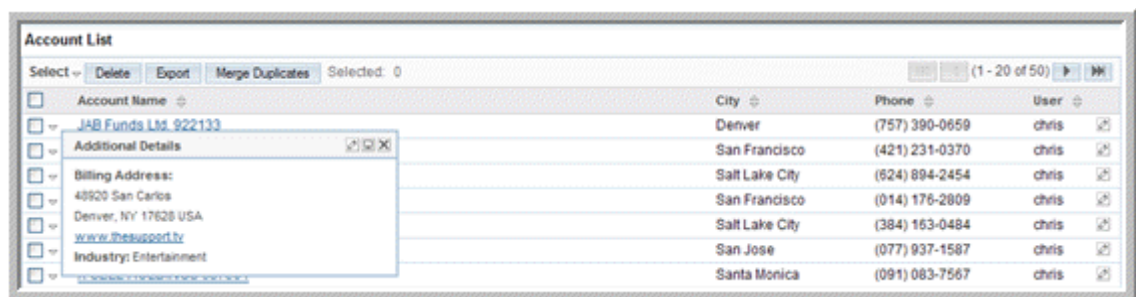 Account List
Select Delete Export Merge Duplicates Selected: 0 (1 - 20 of 50)
Account Name City Phone User
JAB Funds Ltd. 922133 Denver (757) 390-0659 chris
Additional Details San Francisco (421) 231-0370 chris
Billing Address: Salt Lake City (624) 894-2454 chris
48920 San Carlos San Francisco (014) 176-2809 chris
Denver, NY 17628 USA Salt Lake City (384) 163-0484 chris
www.thesupport.tv San Jose (077) 937-1587 chris
Industry: Entertainment
Santa Monica (091) 083-7567 chris